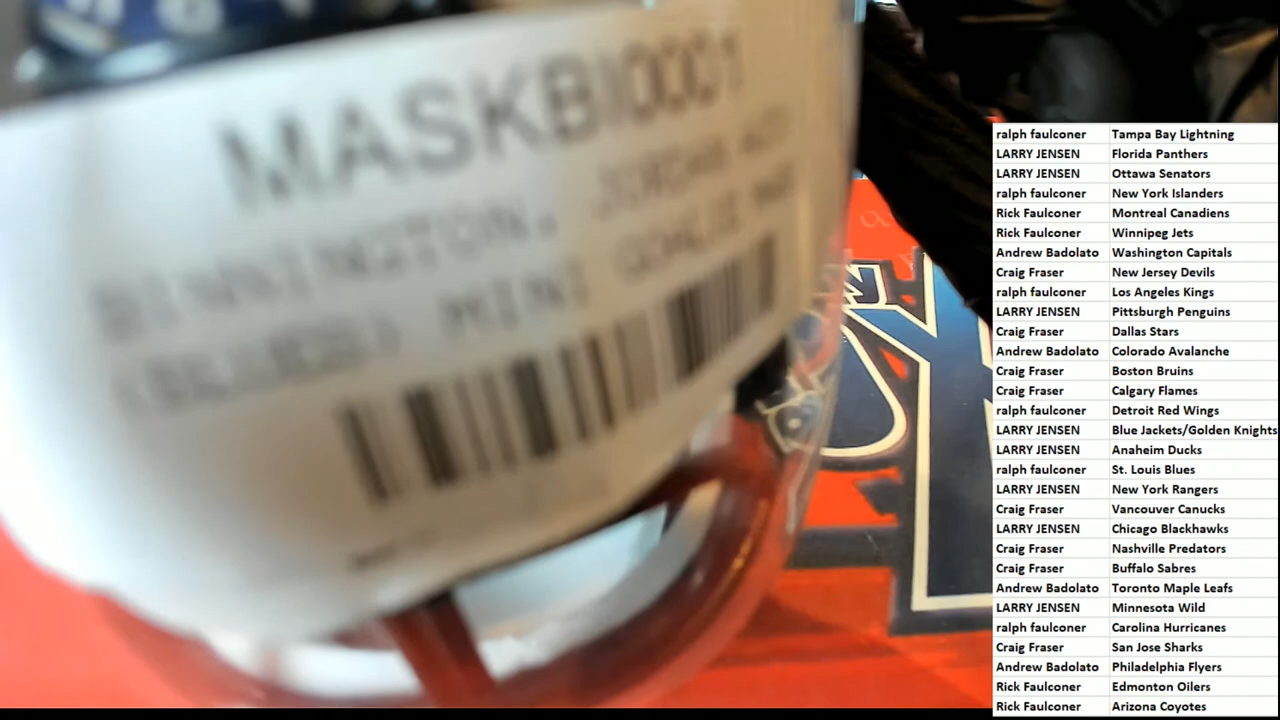 MASKBI0001
BINNINGTON, JORDAN AUT
(BLUES) MINI GOALIE MA
ralph faulconer Tampa Bay Lightning
LARRY JENSEN Florida Panthers
LARRY JENSEN Ottawa Senators
ralph faulconer New York Islanders
Rick Faulconer Montreal Canadiens
Rick Faulconer Winnipeg Jets
Andrew Badolato Washington Capitals
Craig Fraser New Jersey Devils
ralph faulconer Los Angeles Kings
LARRY JENSEN Pittsburgh Penguins
Craig Fraser Dallas Stars
Andrew Badolato Colorado Avalanche
Craig Fraser Boston Bruins
Craig Fraser Calgary Flames
ralph faulconer Detroit Red Wings
LARRY JENSEN Blue Jackets/Golden Knights
LARRY JENSEN Anaheim Ducks
ralph faulconer St. Louis Blues
LARRY JENSEN New York Rangers
Craig Fraser Vancouver Canucks
LARRY JENSEN Chicago Blackhawks
Craig Fraser Nashville Predators
Craig Fraser Buffalo Sabres
Andrew Badolato Toronto Maple Leafs
LARRY JENSEN Minnesota Wild
ralph faulconer Carolina Hurricanes
Craig Fraser San Jose Sharks
Andrew Badolato Philadelphia Flyers
Rick Faulconer Edmonton Oilers
Rick Faulconer Arizona Coyotes